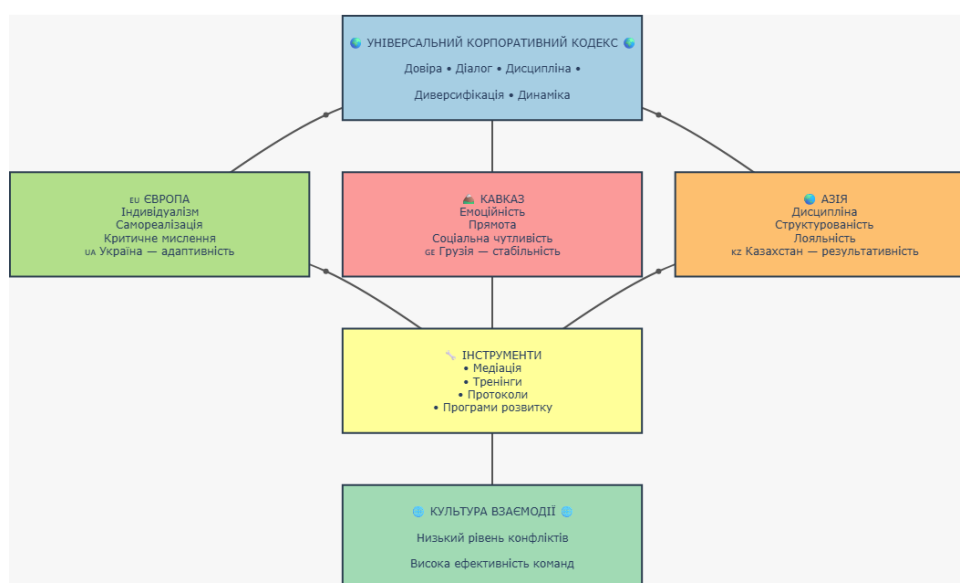 🌍 УНІВЕРСАЛЬНИЙ КОРПОРАТИВНИЙ КОДЕКС 🌍
Довіра • Діалог • Дисципліна •
Диверсифікація • Динаміка
EU ЄВРОПА
Індивідуалізм
Самореалізація
Критичне мислення
UA Україна — адаптивність
⛰ КАВКАЗ
Емоційність
Прямота
Соціальна чутливість
GE Грузія — стабільність
🌏 АЗІЯ
Дисципліна
Структурованість
Лояльність
KZ Казахстан — результативність
🔧 ІНСТРУМЕНТИ
• Медіація
• Тренінги
• Протоколи
• Програми розвитку
🌐 КУЛЬТУРА ВЗАЄМОДІЇ 🌐
Низький рівень конфліктів
Висока ефективність команд